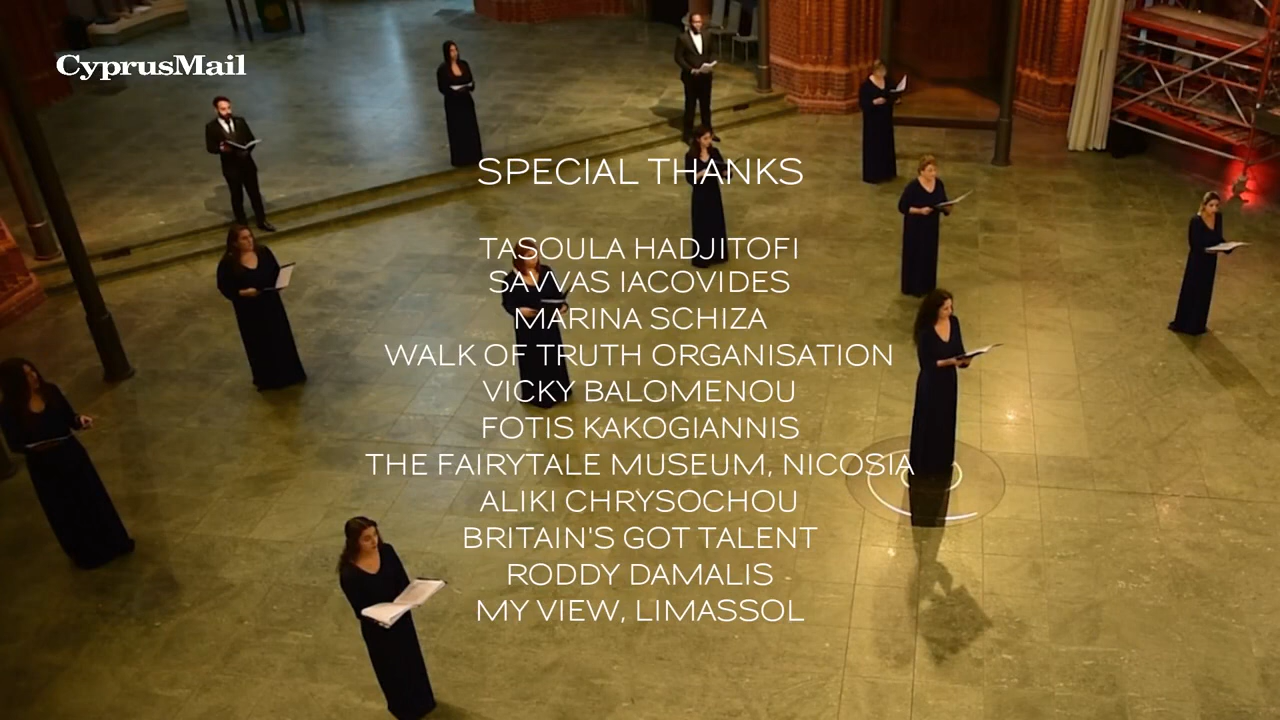 CyprusMail
SPECIAL THANKS
TASOULA HADJITOFI
SAVVAS IACOVIDES
MARINA SCHIZA
WALK OF TRUTH ORGANISATION
VICKY BALOMENOU
FOTIS KAKOGIANNIS
THE FAIRYTALE MUSEUM, NICOSIA
ALIKI CHRYSOCHOU
BRITAIN'S GOT TALENT
RODDY DAMALIS
MY VIEW, LIMASSOL